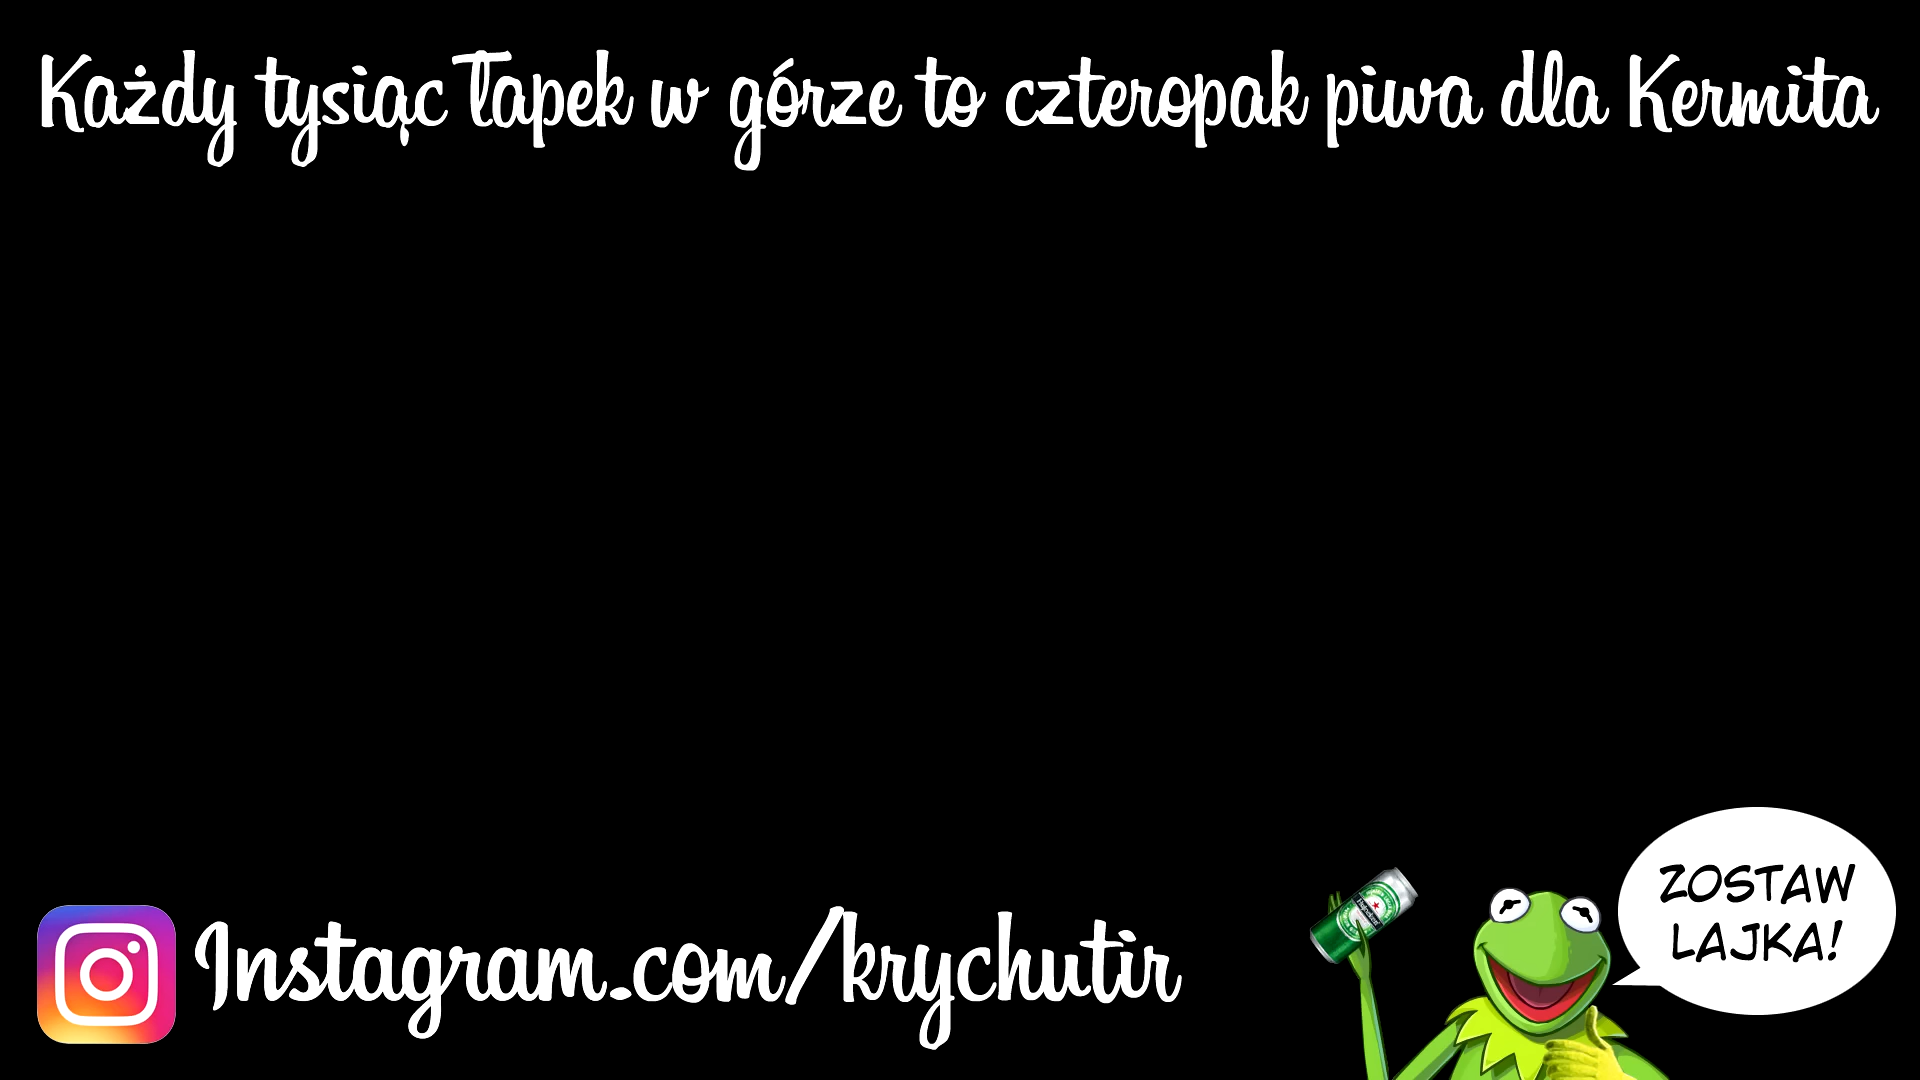 Każdy tysiąc łapek w górze to czteropak piwa dla Kermita
Instagram.com/krychutir
ZOSTAW
LAJKA!